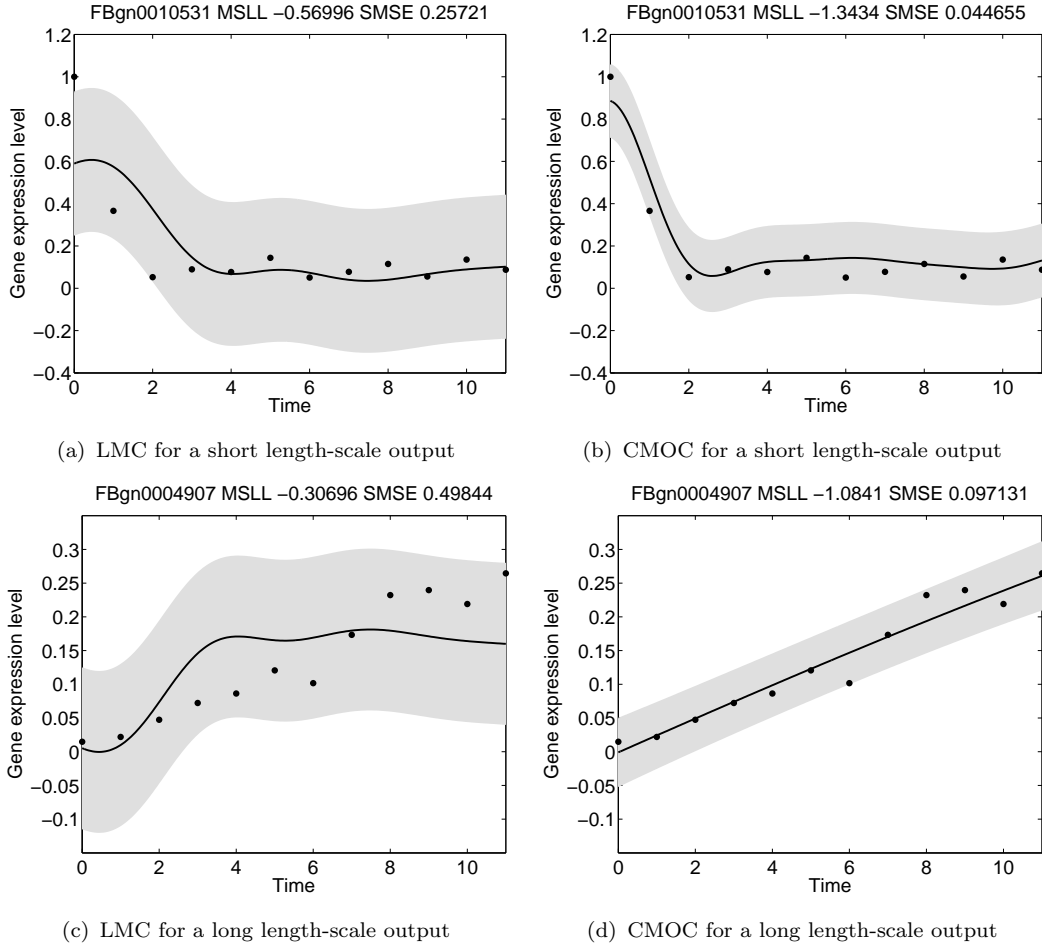 FBgn0010531 MSLL −0.56996 SMSE 0.25721
1.2
1
0.8
0.6
0.4
0.2
0
−0.2
−0.4
Gene expression level
0 2 4 6 8 10
Time
(a) LMC for a short length-scale output
FBgn0010531 MSLL −1.3434 SMSE 0.044655
1.2
1
0.8
0.6
0.4
0.2
0
−0.2
−0.4
Gene expression level
0 2 4 6 8 10
Time
(b) CMOC for a short length-scale output
FBgn0004907 MSLL −0.30696 SMSE 0.49844
0.3
0.25
0.2
0.15
0.1
0.05
0
−0.05
−0.1
Gene expression level
0 2 4 6 8 10
Time
(c) LMC for a long length-scale output
FBgn0004907 MSLL −1.0841 SMSE 0.097131
0.3
0.25
0.2
0.15
0.1
0.05
0
−0.05
−0.1
Gene expression level
0 2 4 6 8 10
Time
(d) CMOC for a long length-scale output